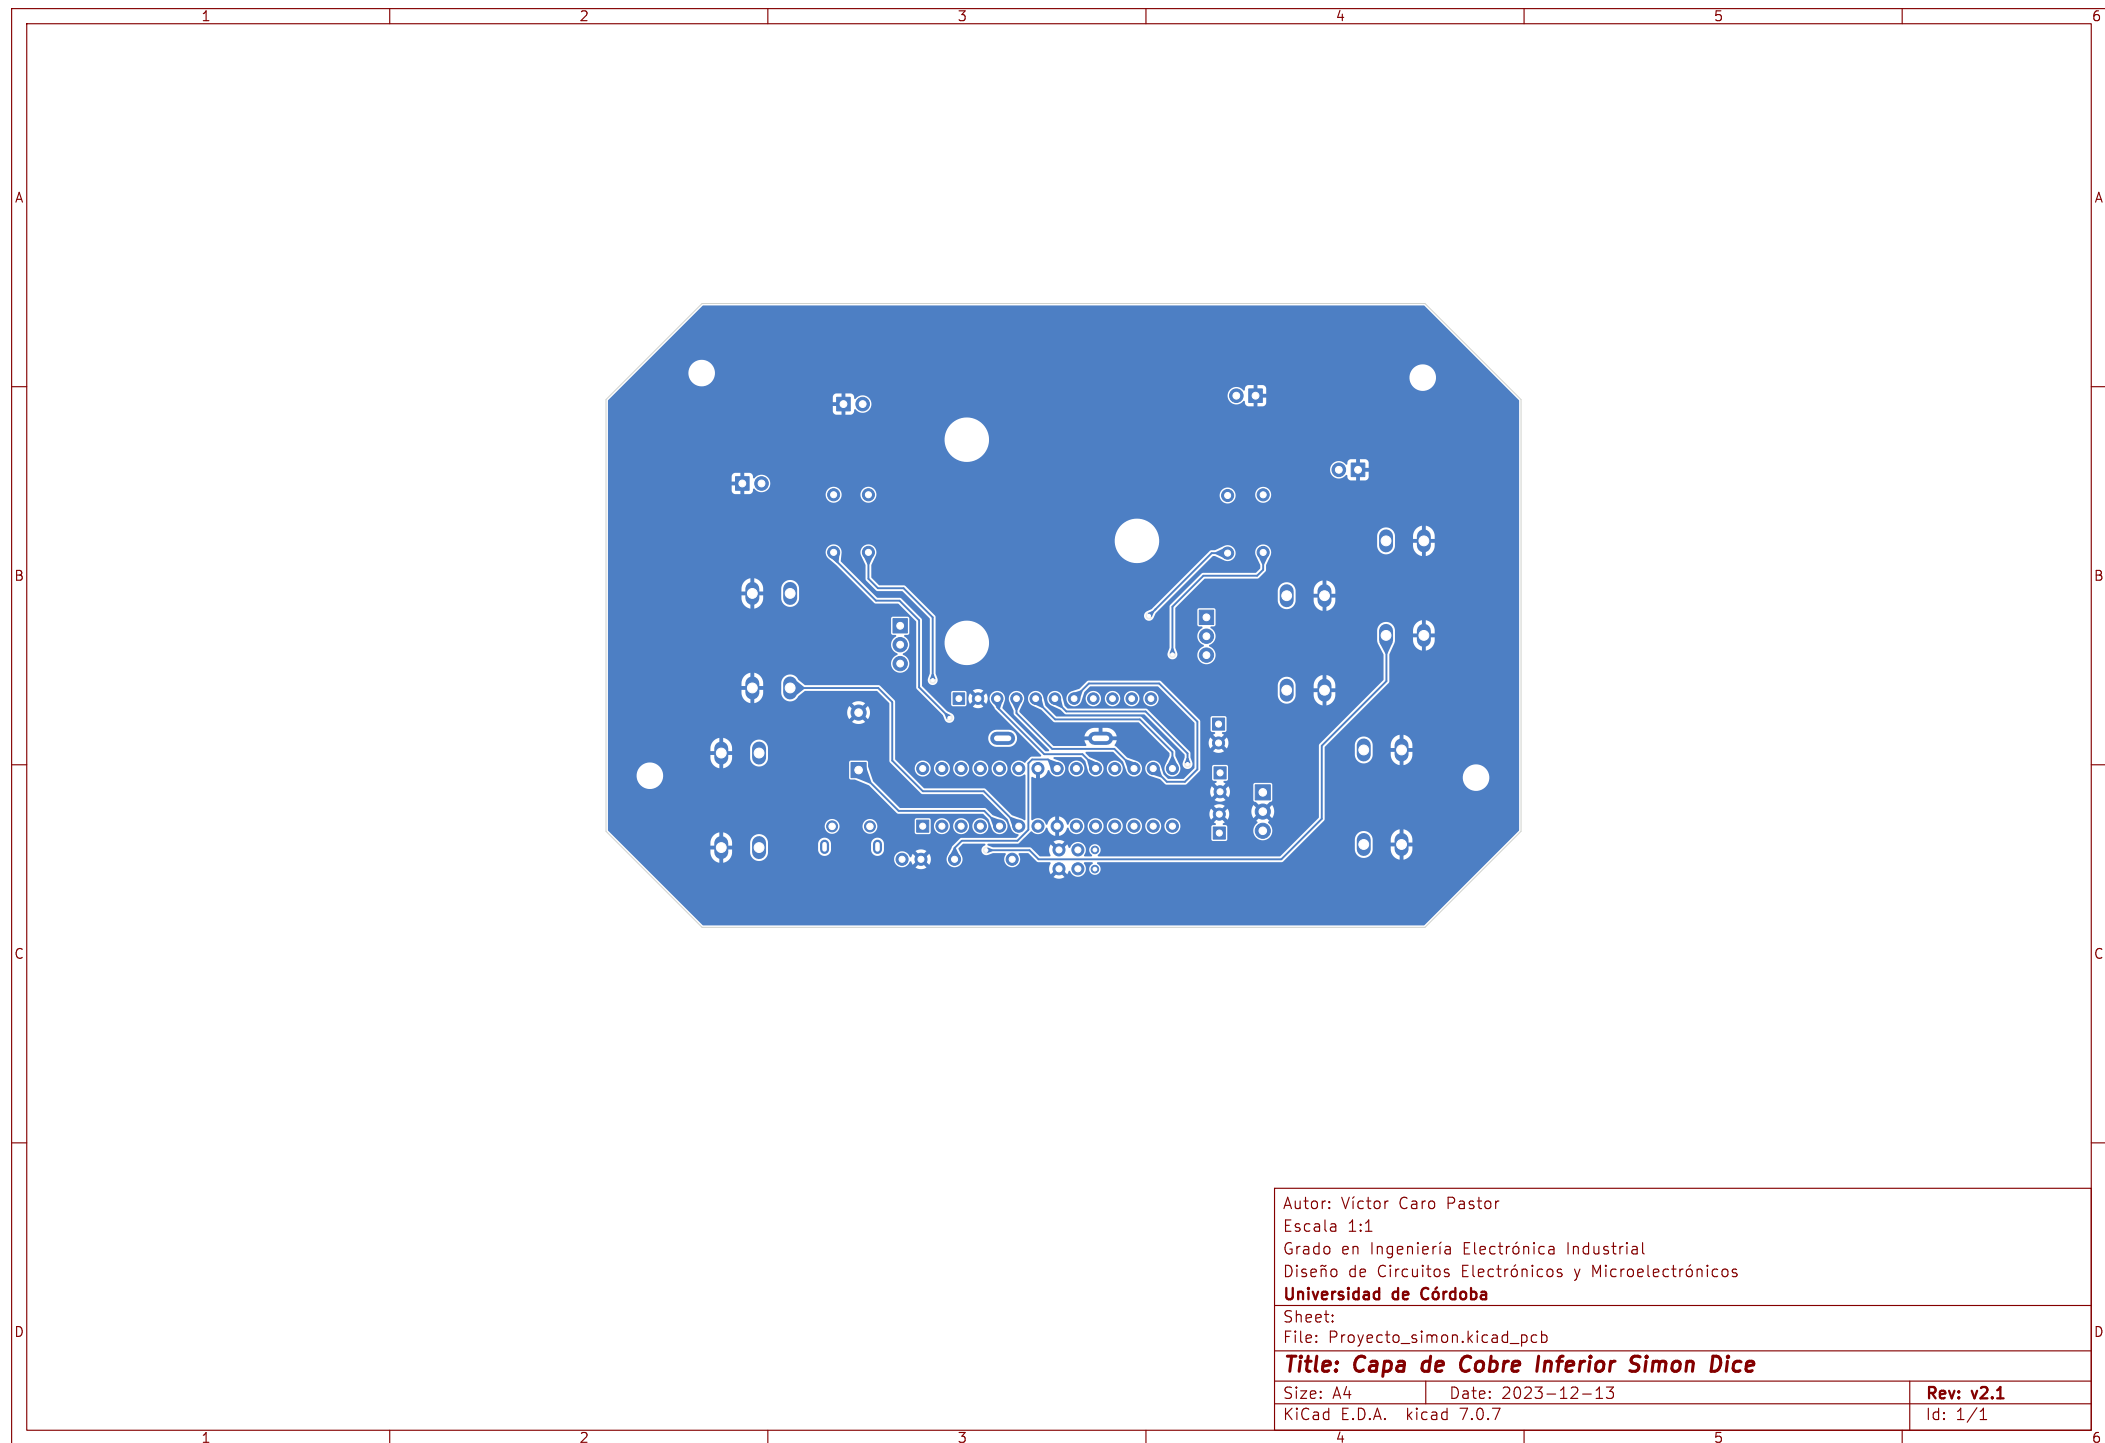 1 2 3 4 5 6
A A
B B
C C
D D
Autor: Víctor Caro Pastor
Escala 1:1
Grado en Ingeniería Electrónica Industrial
Diseño de Circuitos Electrónicos y Microelectrónicos
Universidad de Córdoba
Sheet:
File: Proyecto_simon.kicad_pcb
Title: Capa de Cobre Inferior Simon Dice
Size: A4 Date: 2023-12-13 Rev: v2.1
KiCad E.D.A. kicad 7.0.7 Id: 1/1
1 2 3 4 5 6